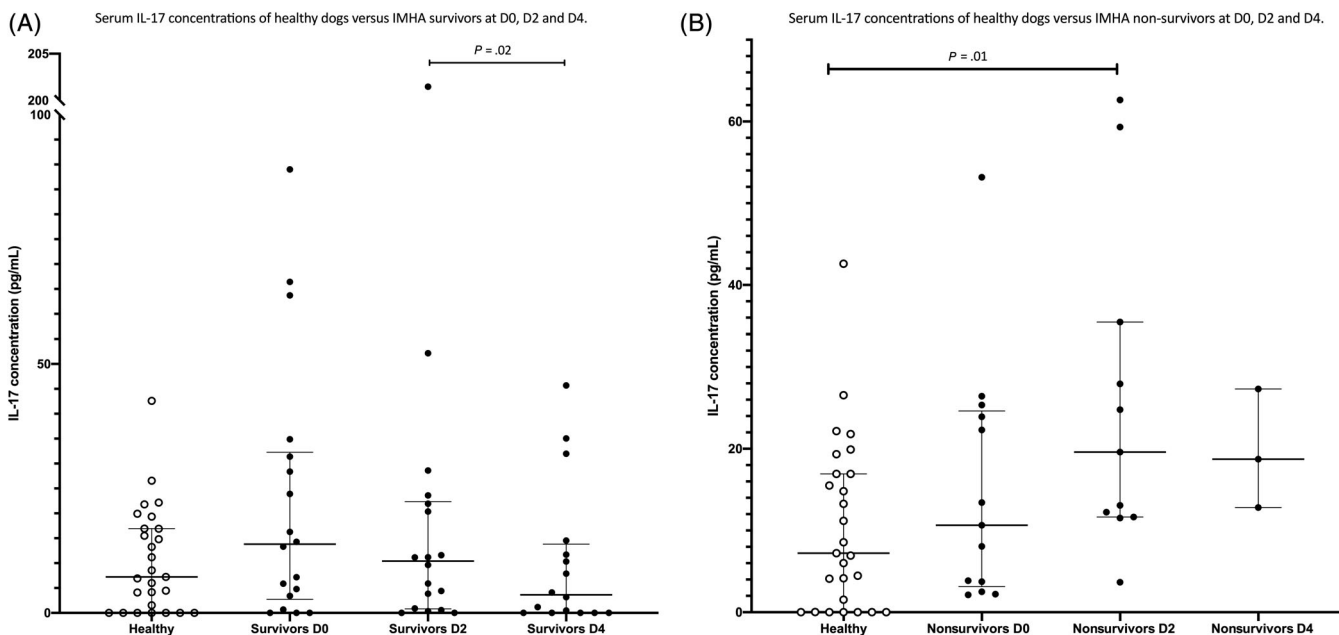 (A)
Serum IL-17 concentrations of healthy dogs versus IMHA survivors at D0, D2 and D4.
P = .02
205
200
100
50
0
IL-17 concentration (pg/mL)
Healthy
Survivors D0
Survivors D2
Survivors D4
(B)
Serum IL-17 concentrations of healthy dogs versus IMHA non-survivors at D0, D2 and D4.
P = .01
60
40
20
0
IL-17 concentration (pg/mL)
Healthy
Nonsurvivors D0
Nonsurvivors D2
Nonsurvivors D4